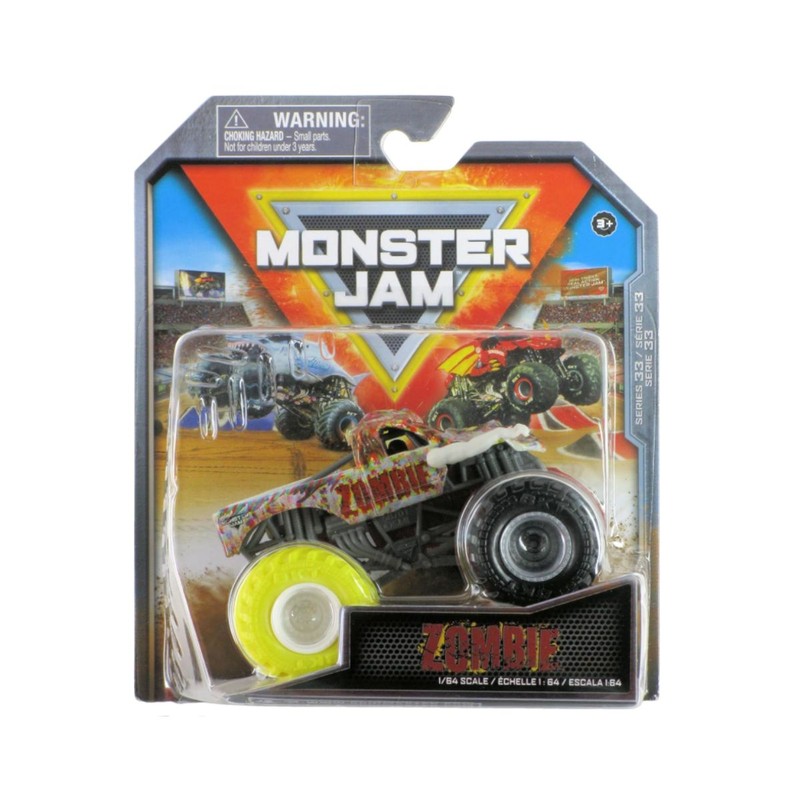 WARNING:
CHOKING HAZARD – Small parts.
Not for children under 3 years.
3+
MONSTER
JAM
SERIES 33 / SÉRIE 33
SERIE 33
ZOMBIE
ZOMBIE
1/64 SCALE / ÉCHELLE 1 : 64 / ESCALA 1:64